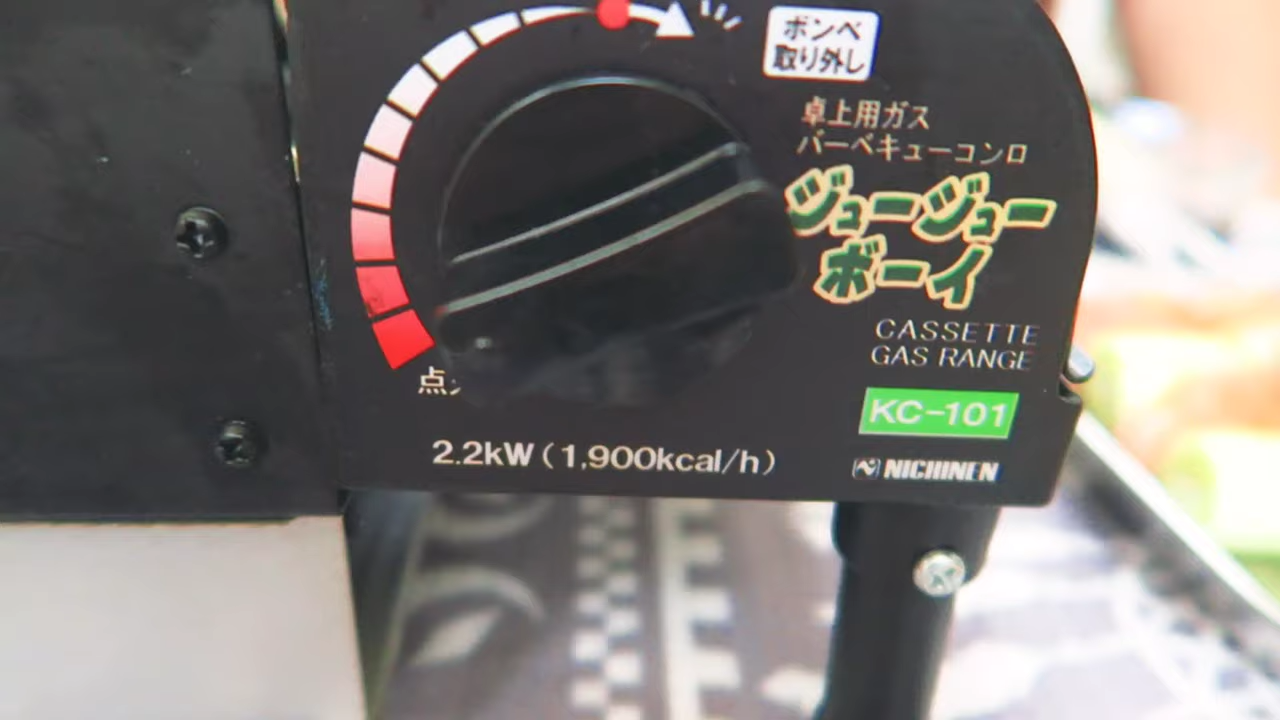 ボンベ
取り外し
卓上用ガス
バーベキューコンロ
ジュージュー
ボーイ
CASSETTE
GAS RANGE
点
KC-101
2.2kW(1,900kcal/h)
NICHINEN